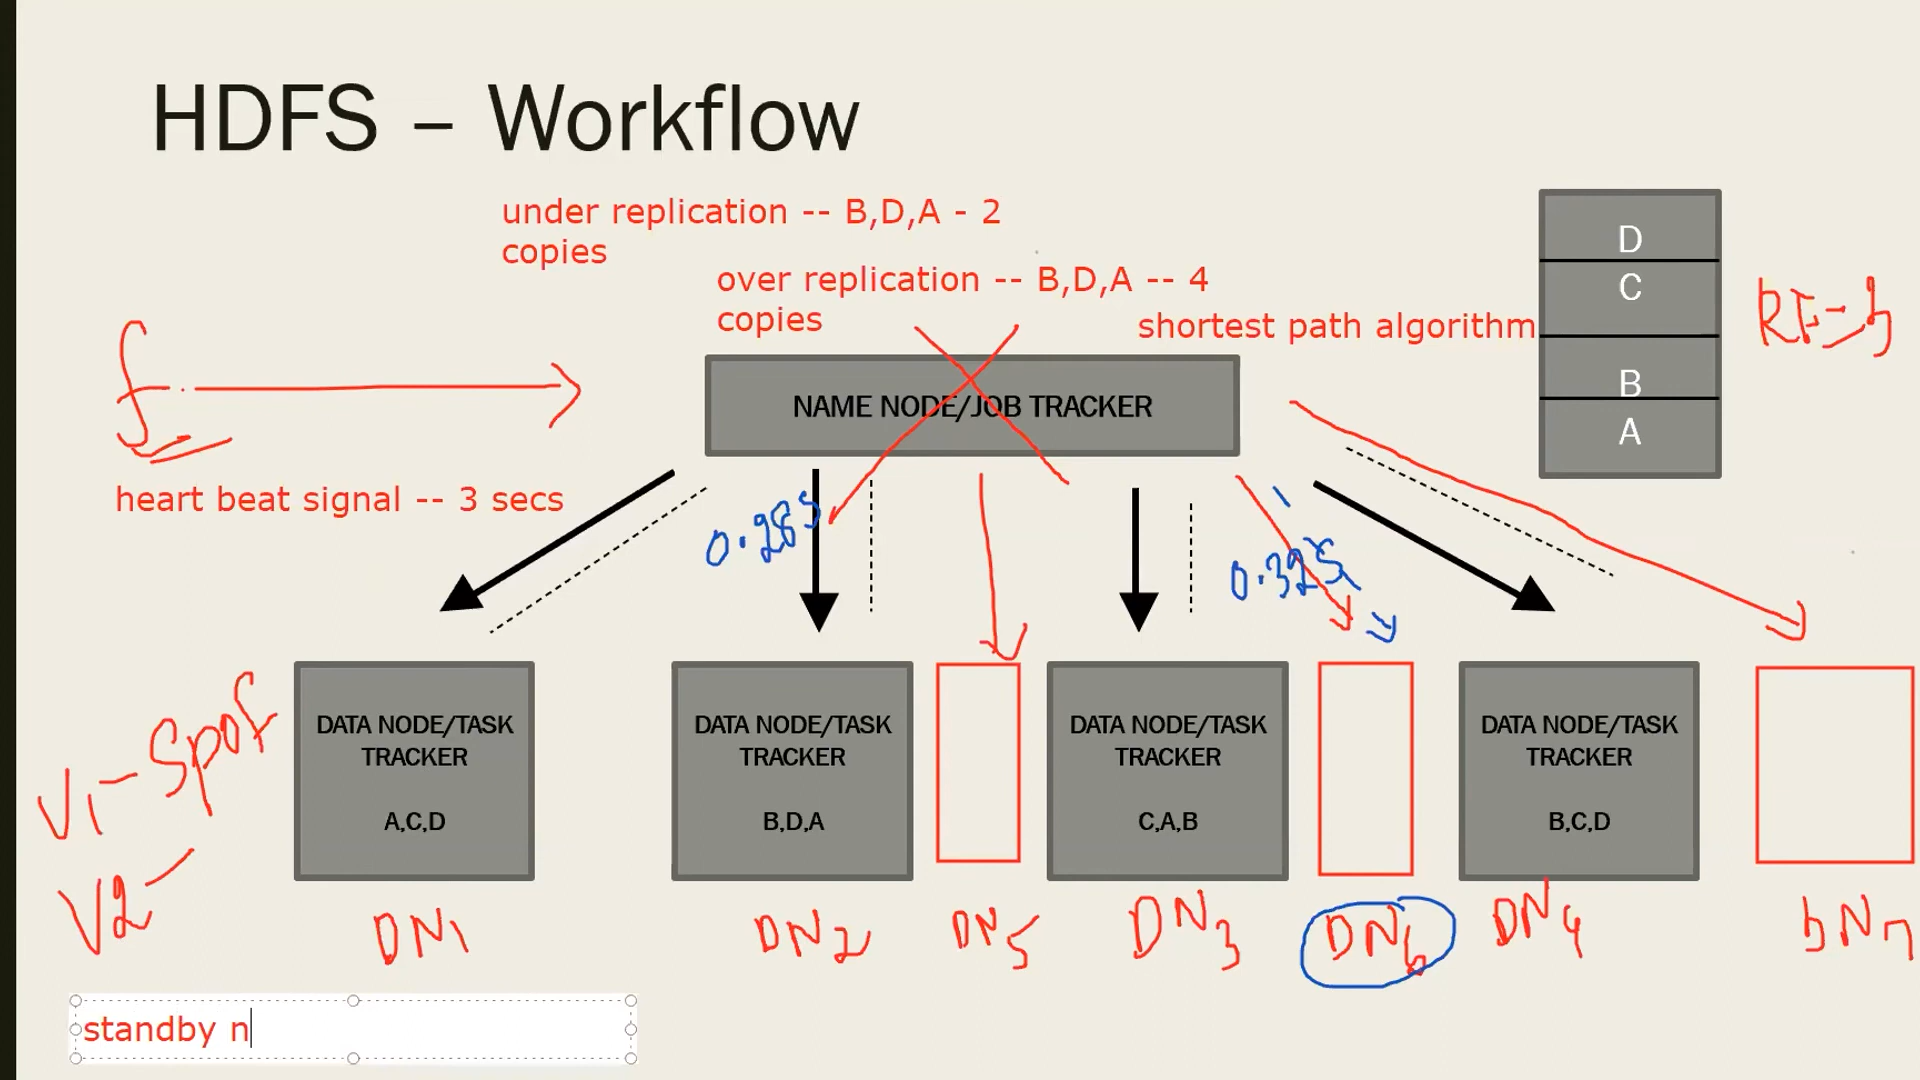 HDFS – Workflow
under replication -- B,D,A - 2
copies
over replication -- B,D,A -- 4
copies
shortest path algorithm
D
C
B
A
RF-3
f
NAME NODE/JOB TRACKER
heart beat signal -- 3 secs
0.28s
0.32s
V1-Spof
V2-
DATA NODE/TASK
TRACKER
A,C,D
DATA NODE/TASK
TRACKER
B,D,A
DATA NODE/TASK
TRACKER
C,A,B
DATA NODE/TASK
TRACKER
B,C,D
DN1
DN2
DN5
DN3
DN6
DN4
DN7
standby n